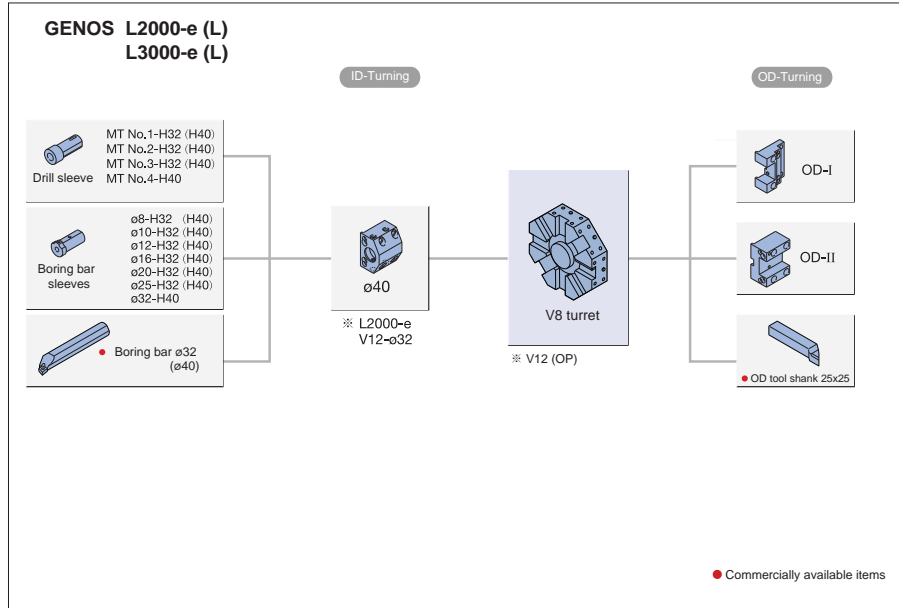 GENOS L2000-e (L)
L3000-e (L)
ID-Turning
OD-Turning
MT No.1-H32 (H40)
MT No.2-H32 (H40)
MT No.3-H32 (H40)
MT No.4-H40
Drill sleeve
ø8-H32 (H40)
ø10-H32 (H40)
ø12-H32 (H40)
ø16-H32 (H40)
ø20-H32 (H40)
ø25-H32 (H40)
ø32-H40
Boring bar
sleeves
● Boring bar ø32
(ø40)
ø40
※ L2000-e
V12-ø32
V8 turret
※ V12 (OP)
OD-I
OD-II
● OD tool shank 25x25
● Commercially available items